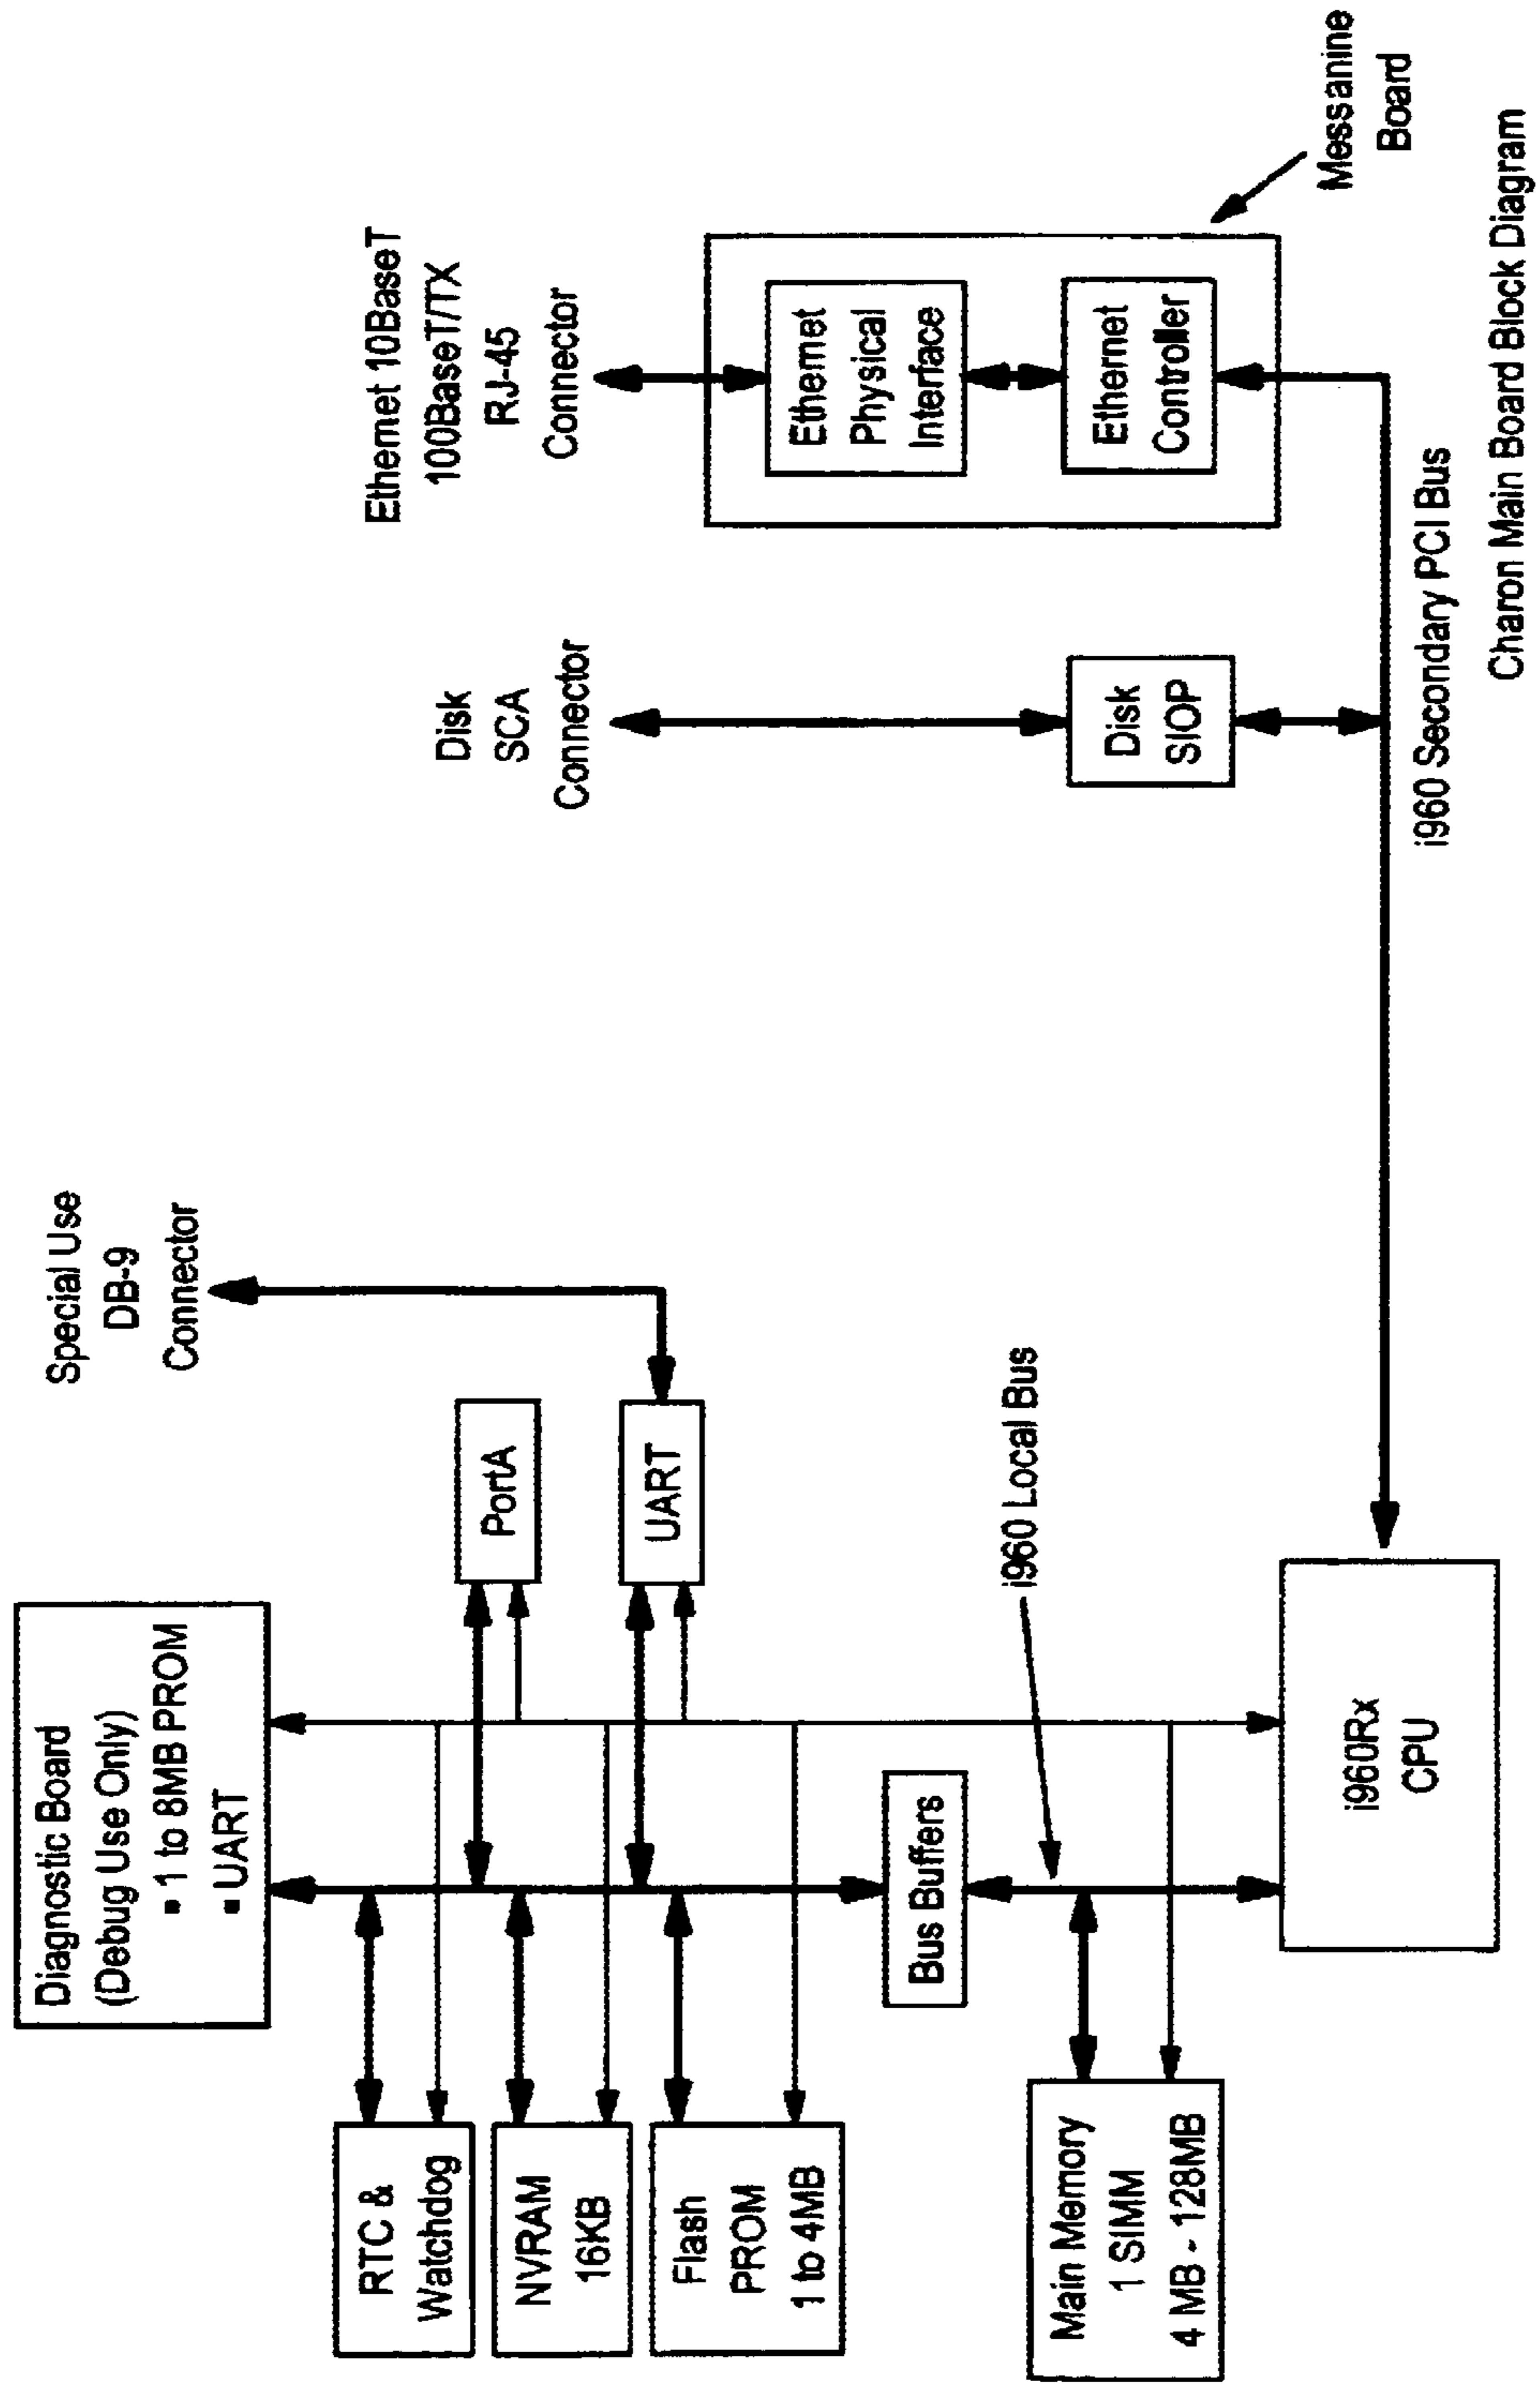 Diagnostic Board
(Debug Use Only)
▪ 1 to 8MB PROM
▪ UART
Special Use
DB-9
Connector
Ethernet 10BaseT
100BaseT/TX
RJ-45
Connector
Disk
SCA
Connector
RTC &
Watchdog
NVRAM
16KB
Flash
PROM
1 to 4MB
PortA
UART
Bus Buffers
i960 Local Bus
Main Memory
1 SIMM
4 MB - 128MB
i960Rx
CPU
Disk
SIOP
Ethernet
Physical
Interface
Ethernet
Controller
Messanine
Board
i960 Secondary PCI Bus
Charon Main Board Block Diagram